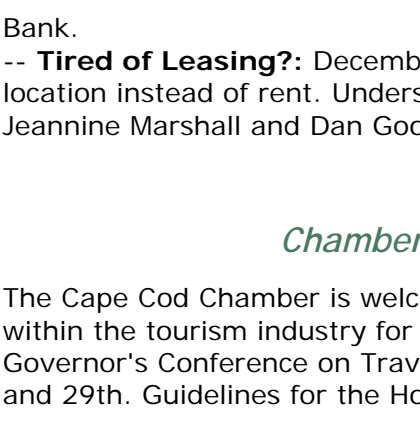 Bank.
-- Tired of Leasing?: Decemb
location instead of rent. Unders
Jeannine Marshall and Dan Goo
Chamber
The Cape Cod Chamber is welc
within the tourism industry for
Governor's Conference on Trav
and 29th. Guidelines for the Ho